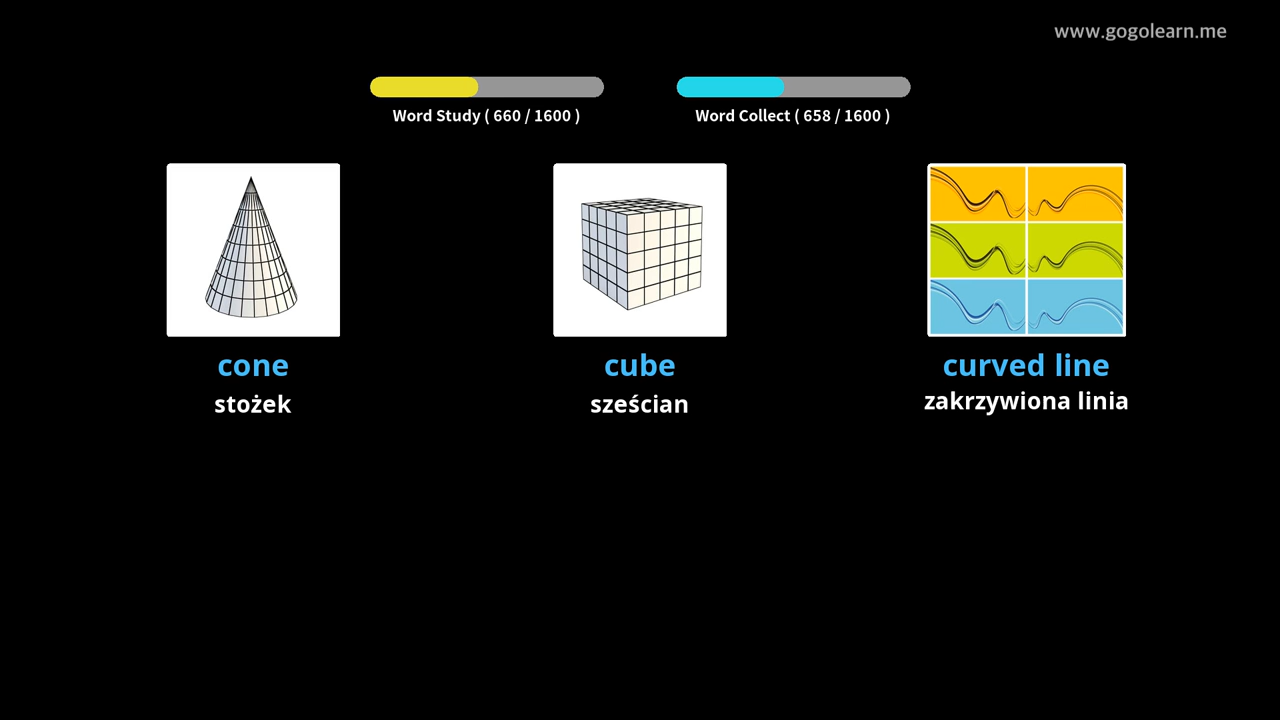 www.gogolearn.me
Word Study ( 660 / 1600 )
Word Collect ( 658 / 1600 )
cone
stożek
cube
sześcian
curved line
zakrzywiona linia